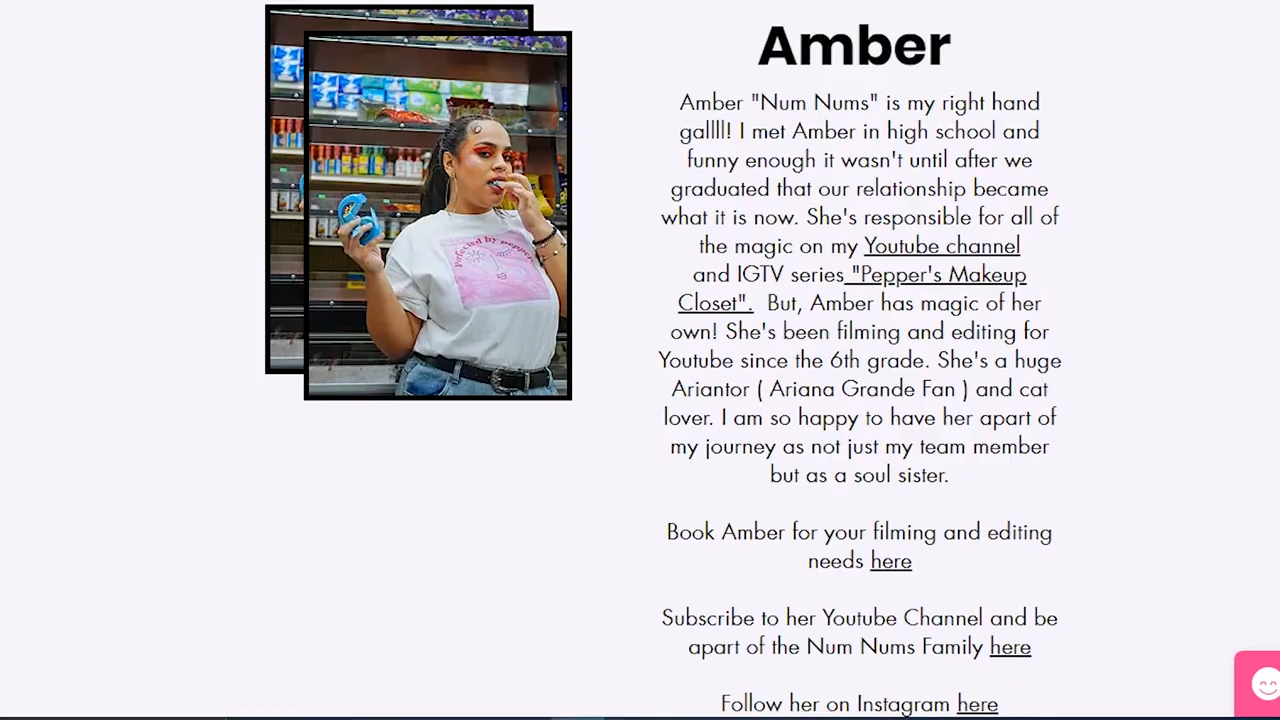 Amber
Amber "Num Nums" is my right hand
gallll! I met Amber in high school and
funny enough it wasn't until after we
graduated that our relationship became
what it is now. She's responsible for all of
magic on my Youtube channel
and IGTV series "Pepper's Makeup
Closet". But, Amber has magic of her
own. She's been filming and editing for
Youtube since the 6th grade. She's a huge
Ariantor ( Ariana Grande Fan ) and cat
lover. I am so happy to have her apart of
my journey as not just my team member
but as a soul sister.
Book Amber for your filming and editing
needs here
Subscribe to her Youtube Channel and be
apart of the Num Nums Family here
Follow her on Instagram here
Perfected by pepper